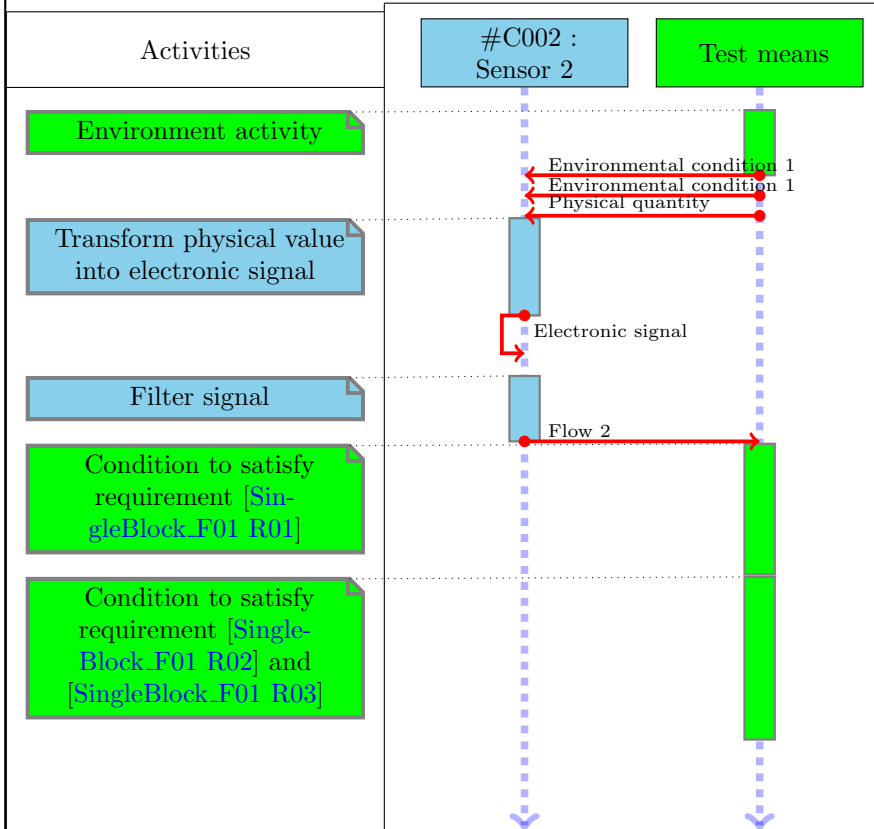 Activities
#C002 :
Sensor 2
Test means
Environment activity
Environmental condition 1
Environmental condition 1
Physical quantity
Transform physical value
into electronic signal
Electronic signal
Filter signal
Flow 2
Condition to satisfy
requirement [Sin-
gleBlock_F01 R01]
Condition to satisfy
requirement [Single-
Block_F01 R02] and
[SingleBlock_F01 R03]